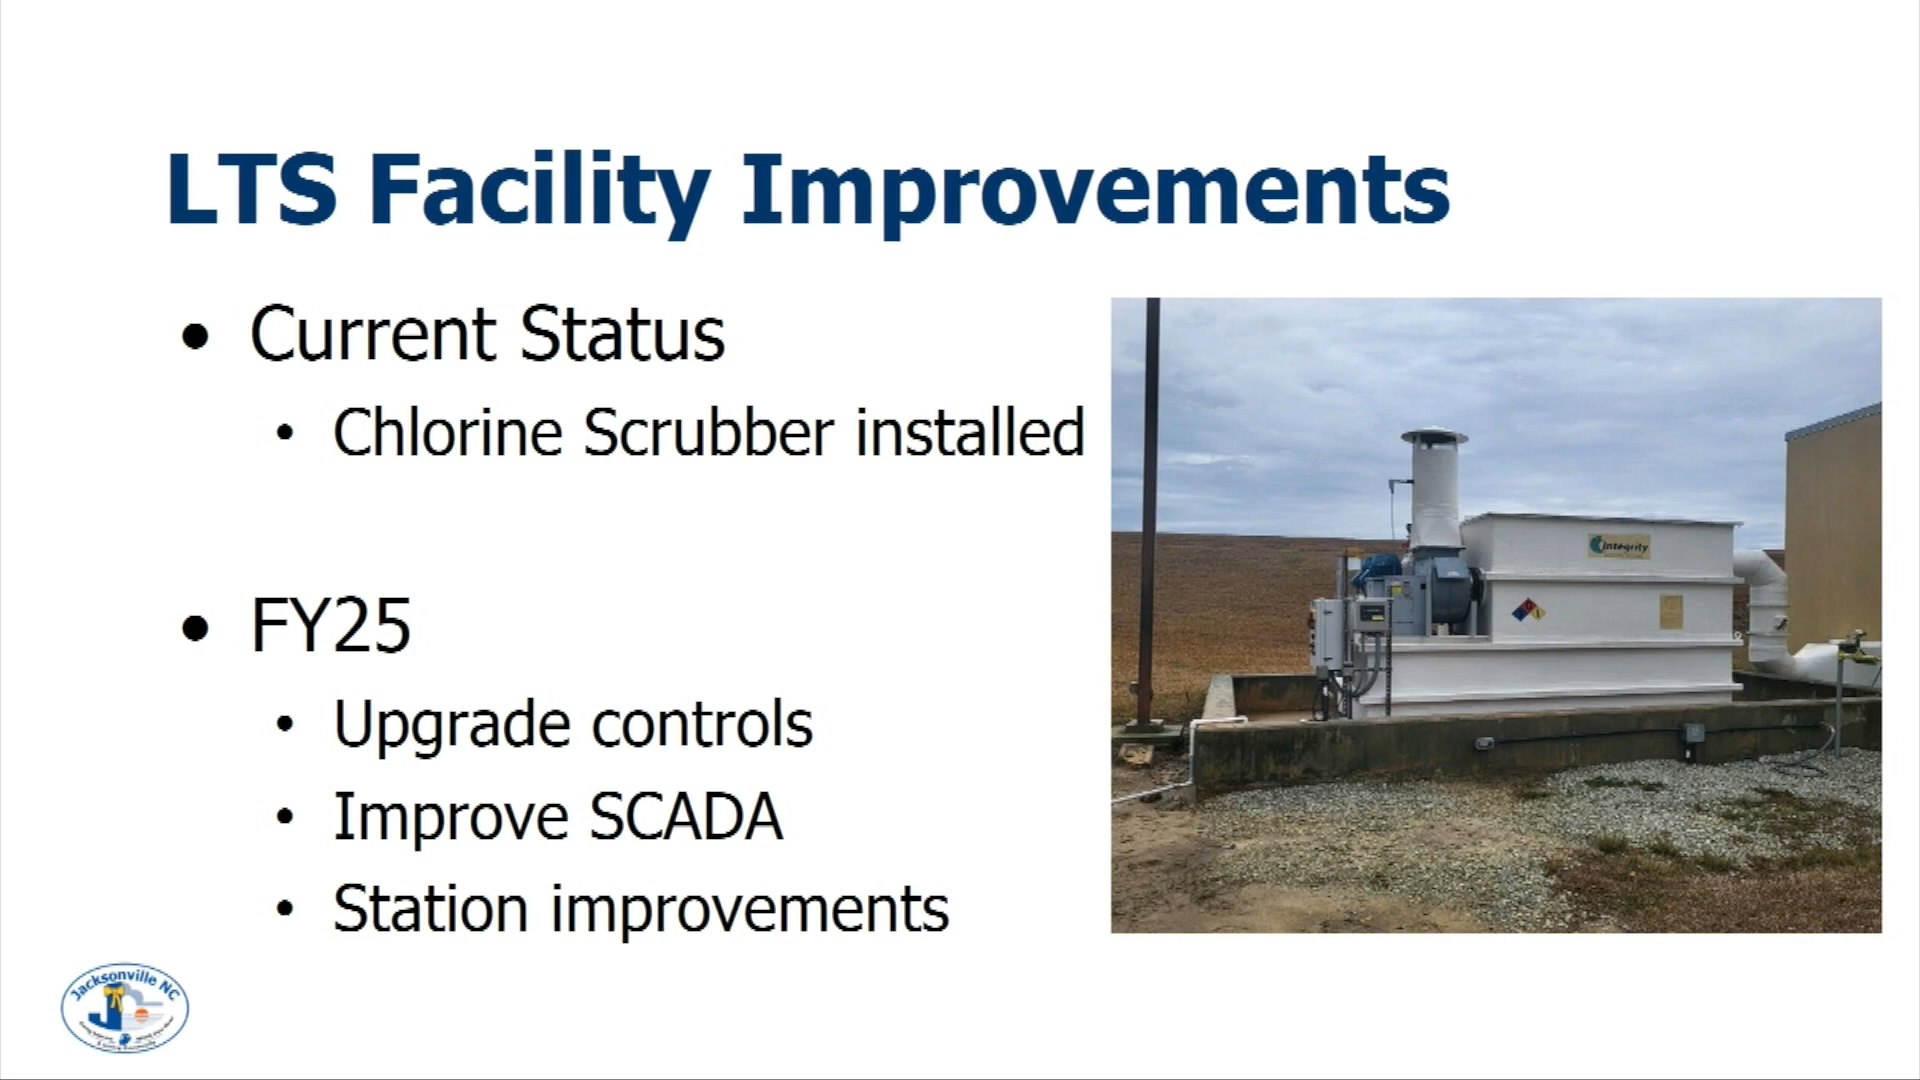 LTS Facility Improvements
• Current Status
• Chlorine Scrubber installed
• FY25
• Upgrade controls
• Improve SCADA
• Station improvements
integrity
Jacksonville NC